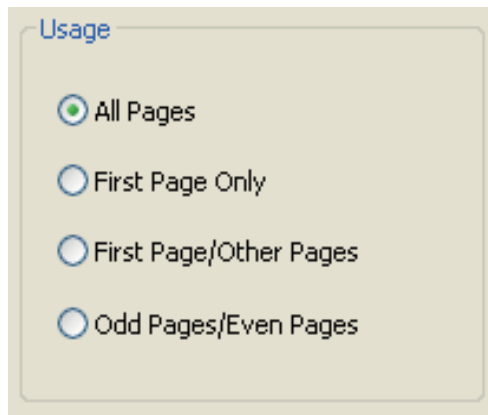 Usage
All Pages
First Page Only
First Page/Other Pages
Odd Pages/Even Pages